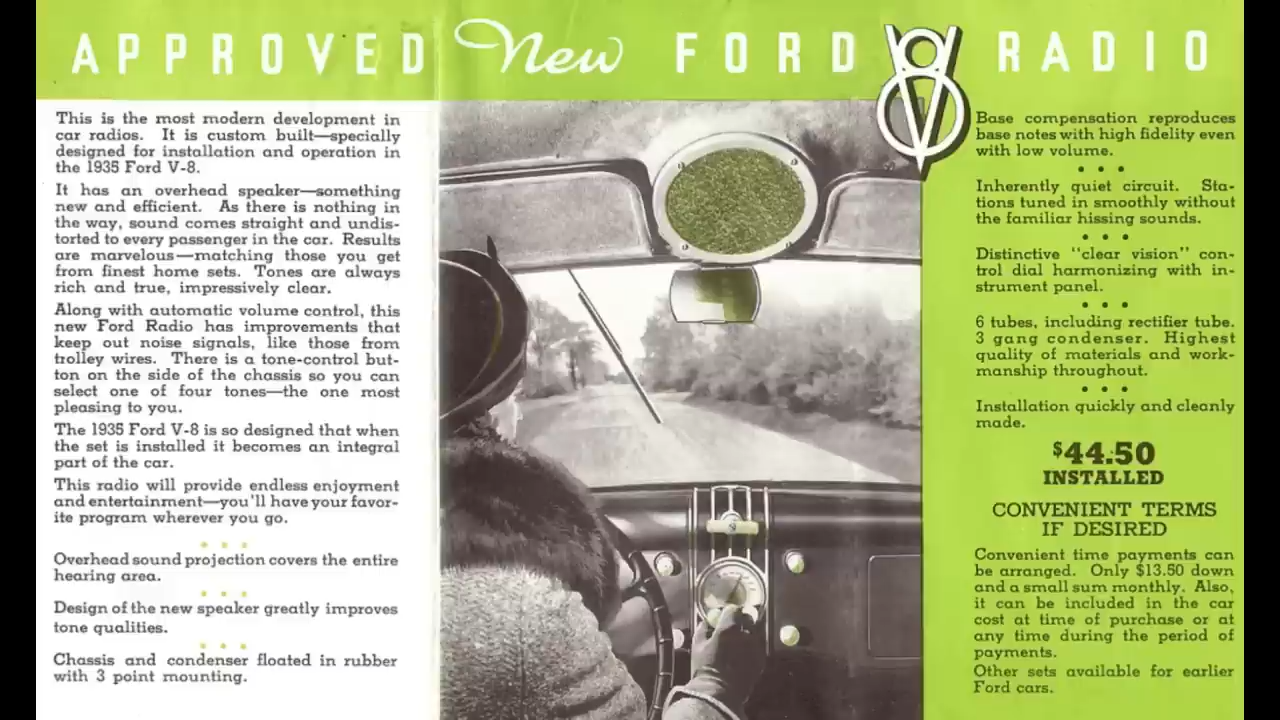 APPROVED New FORD V8 RADIO
This is the most modern development in
car radios. It is custom built—specially
designed for installation and operation in
the 1935 Ford V-8.
It has an overhead speaker—something
new and efficient. As there is nothing in
the way, sound comes straight and undis-
torted to every passenger in the car. Results
are marvelous—matching those you get
from finest home sets. Tones are always
rich and true, impressively clear.
Along with automatic volume control, this
new Ford Radio has improvements that
keep out noise signals, like those from
trolley wires. There is a tone-control but-
ton on the side of the chassis so you can
select one of four tones—the one most
pleasing to you.
The 1935 Ford V-8 is so designed that when
the set is installed it becomes an integral
part of the car.
This radio will provide endless enjoyment
and entertainment—you'll have your favor-
ite program wherever you go.
Overhead sound projection covers the entire
hearing area.
Design of the new speaker greatly improves
tone qualities.
Chassis and condenser floated in rubber
with 3 point mounting.
Base compensation reproduces
base notes with high fidelity even
with low volume.
Inherently quiet circuit. Sta-
tions tuned in smoothly without
the familiar hissing sounds.
Distinctive "clear vision" con-
trol dial harmonizing with in-
strument panel.
6 tubes, including rectifier tube.
3 gang condenser. Highest
quality of materials and work-
manship throughout.
Installation quickly and cleanly
made.
$44.50
INSTALLED
CONVENIENT TERMS
IF DESIRED
Convenient time payments can
be arranged. Only $13.50 down
and a small sum monthly. Also,
it can be included in the car
cost at time of purchase or at
any time during the period of
payments.
Other sets available for earlier
Ford cars.